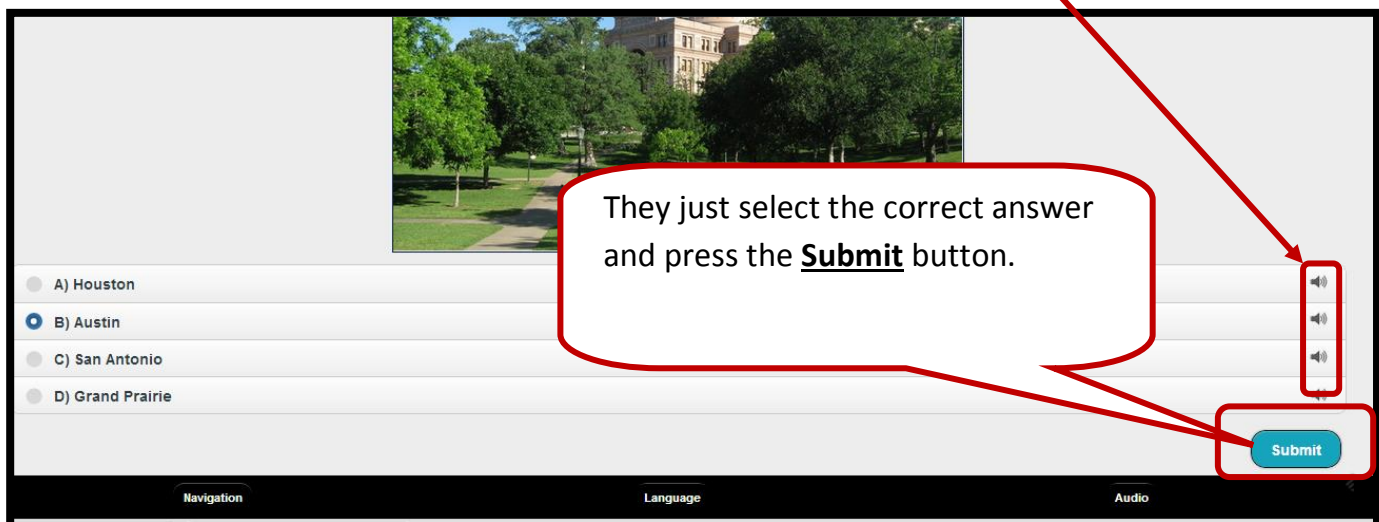 They just select the correct answer
and press the Submit button.
A) Houston
B) Austin
C) San Antonio
D) Grand Prairie
Submit
Navigation
Language
Audio